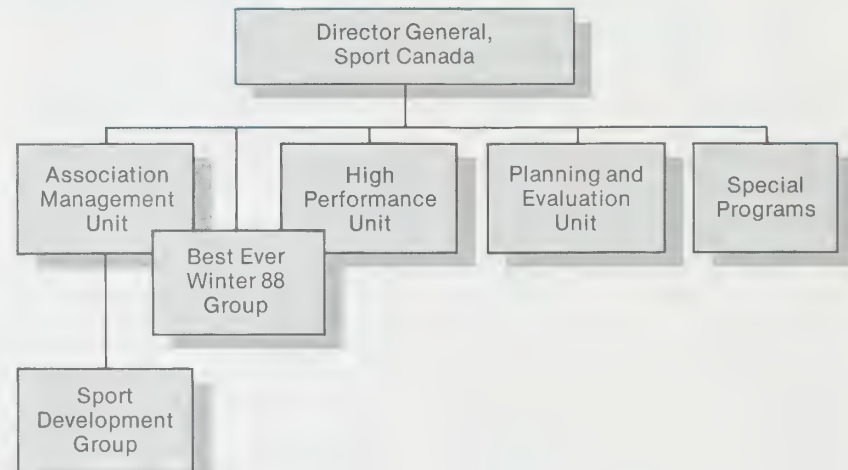 Director General,
Sport Canada
Association
Management
Unit
Best Ever
Winter 88
Group
High
Performance
Unit
Planning and
Evaluation
Unit
Special
Programs
Sport
Development
Group